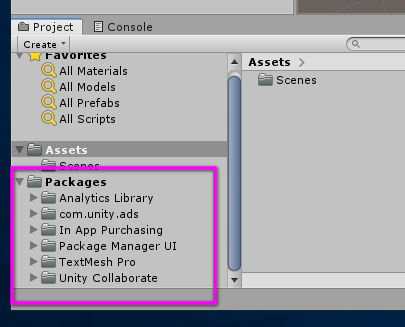 Project
Console
Create
Favorites
All Materials
All Models
All Prefabs
All Scripts
Assets
Scenes
Packages
Analytics Library
com.unity.ads
In App Purchasing
Package Manager UI
TextMesh Pro
Unity Collaborate
Assets
Scenes